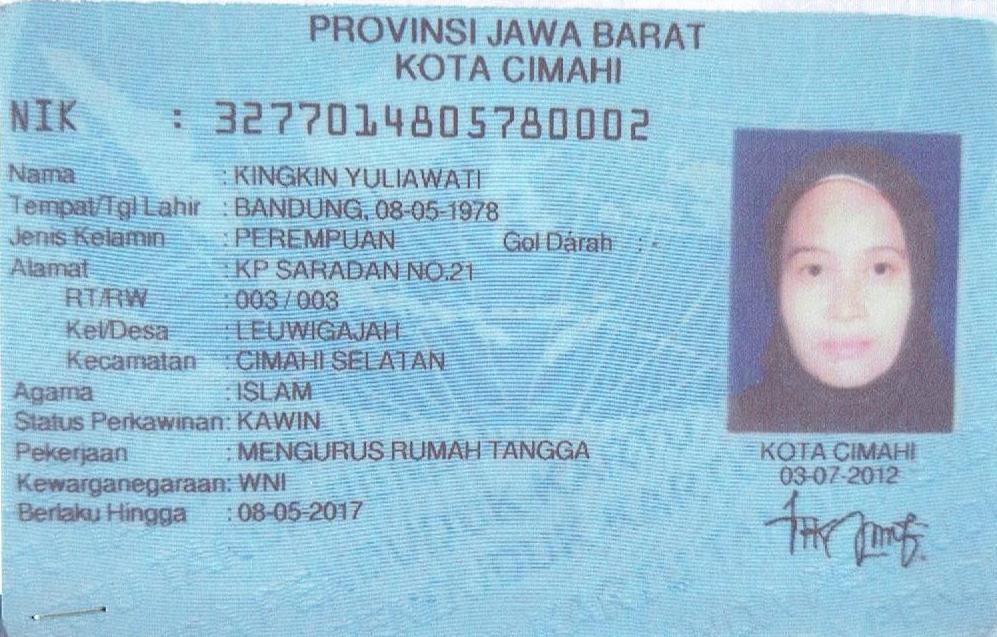 PROVINSI JAWA BARAT
KOTA CIMAHI
NIK : 3277014805780002
Nama : KINGKIN YULIAWATI
Tempat/Tgl Lahir : BANDUNG, 08-05-1978
Jenis Kelamin : PEREMPUAN Gol Darah : -
Alamat : KP SARADAN NO.21
RT/RW : 003 / 003
Kel/Desa : LEUWIGAJAH
Kecamatan : CIMAHI SELATAN
Agama : ISLAM
Status Perkawinan: KAWIN
Pekerjaan : MENGURUS RUMAH TANGGA
Kewarganegaraan: WNI
Berlaku Hingga : 08-05-2017
KOTA CIMAHI
03-07-2012